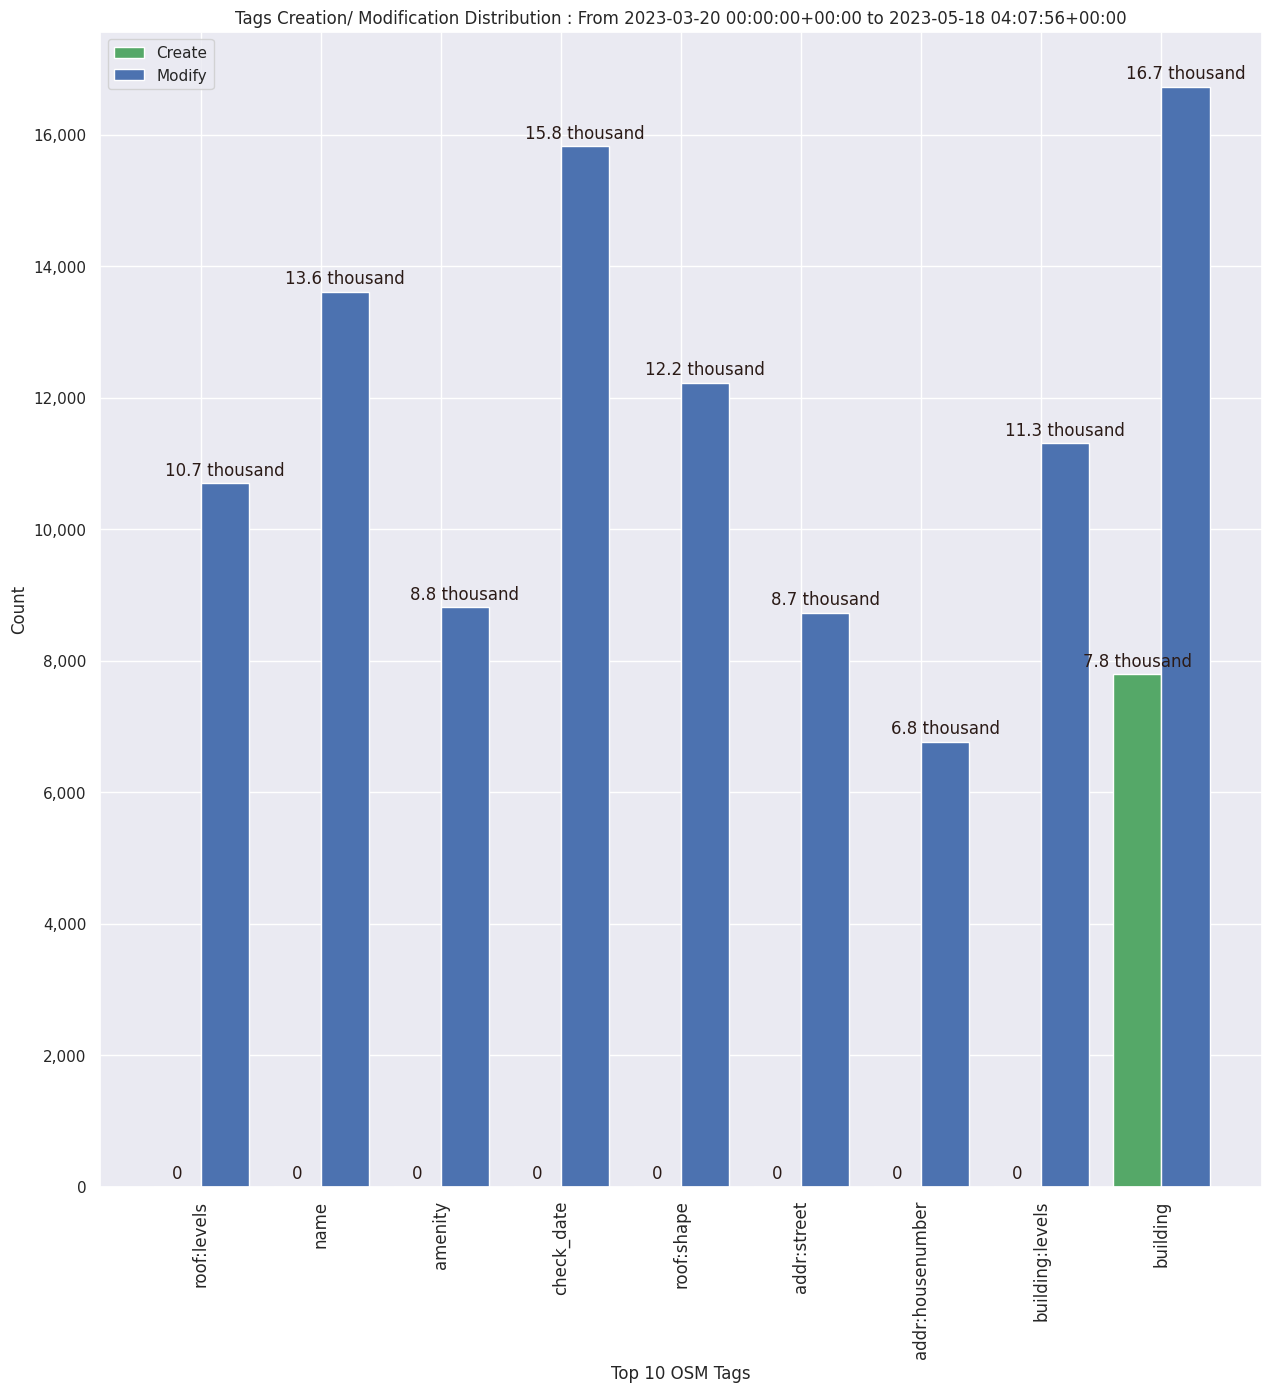 Tags Creation/ Modification Distribution : From 2023-03-20 00:00:00+00:00 to 2023-05-18 04:07:56+00:00
Create
Modify
16.7 thousand
15.8 thousand
13.6 thousand
12.2 thousand
11.3 thousand
10.7 thousand
8.8 thousand
8.7 thousand
7.8 thousand
6.8 thousand
0 0 0 0 0 0 0 0
16,000
14,000
12,000
10,000
8,000
6,000
4,000
2,000
0
Count
roof:levels
name
amenity
check_date
roof:shape
addr:street
addr:housenumber
building:levels
building
Top 10 OSM Tags